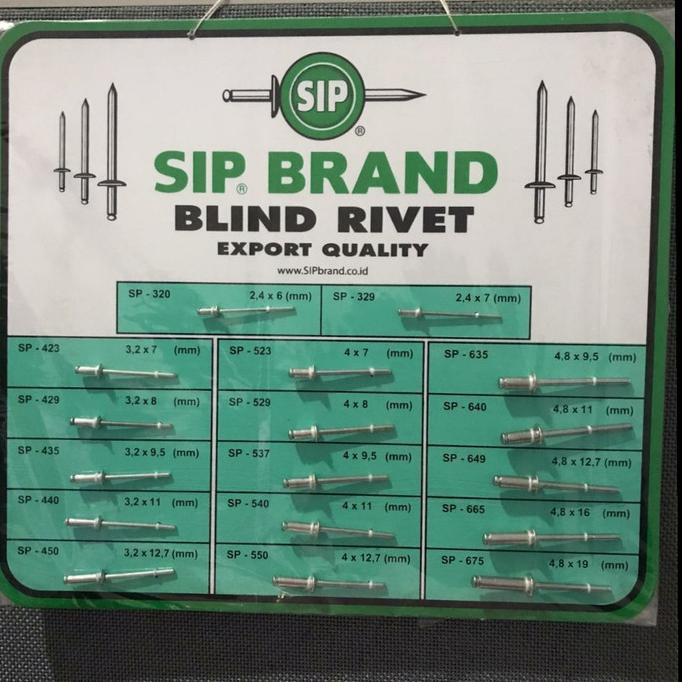 SIP
®
SIP® BRAND
BLIND RIVET
EXPORT QUALITY
www.SIPbrand.co.id
SP - 320 2,4 x 6 (mm) SP - 329 2,4 x 7 (mm)
SP - 423 3,2 x 7 (mm) SP - 523 4 x 7 (mm) SP - 635 4,8 x 9,5 (mm)
SP - 429 3,2 x 8 (mm) SP - 529 4 x 8 (mm) SP - 640 4,8 x 11 (mm)
SP - 435 3,2 x 9,5 (mm) SP - 537 4 x 9,5 (mm) SP - 649 4,8 x 12,7 (mm)
SP - 440 3,2 x 11 (mm) SP - 540 4 x 11 (mm) SP - 665 4,8 x 16 (mm)
SP - 450 3,2 x 12,7 (mm) SP - 550 4 x 12,7 (mm) SP - 675 4,8 x 19 (mm)